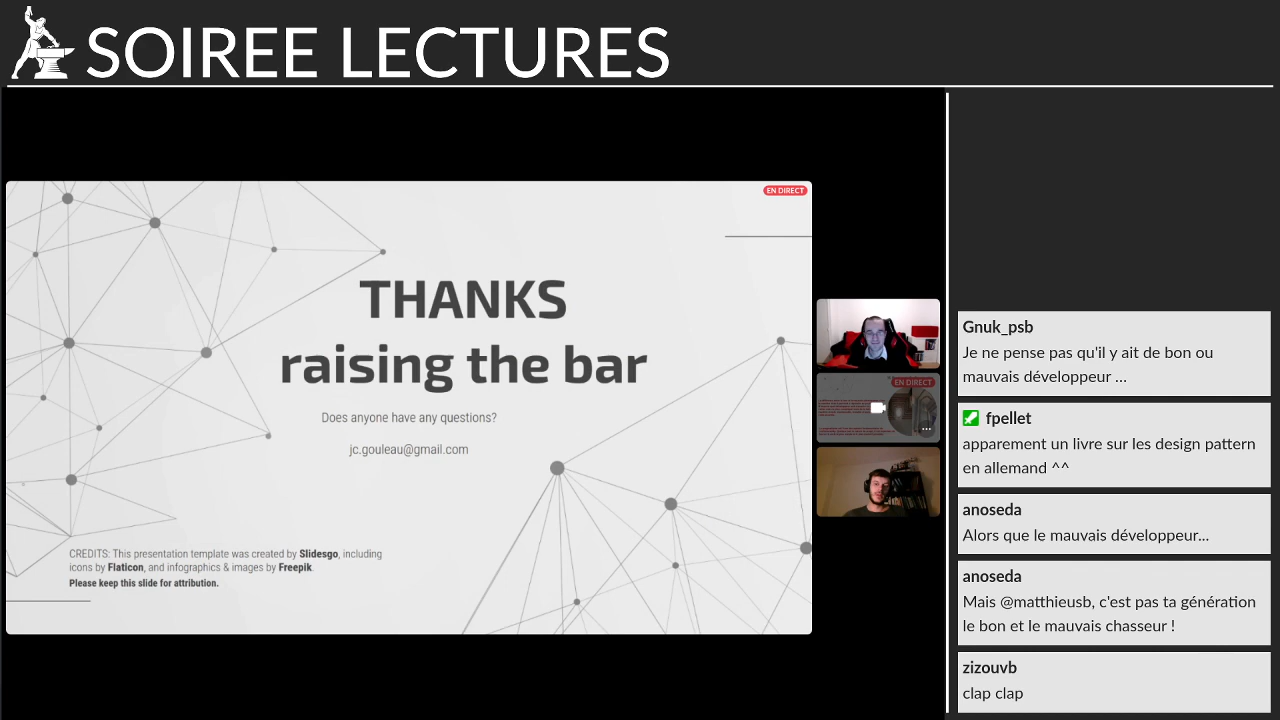 SOIREE LECTURES
EN DIRECT
THANKS
raising the bar
Does anyone have any questions?
jc.gouleau@gmail.com
CREDITS: This presentation template was created by Slidesgo, including
icons by Flaticon, and infographics & images by Freepik
Please keep this slide for attribution.
EN DIRECT
Gnuk_psb
Je ne pense pas qu'il y ait de bon ou
mauvais développeur ...
fpellet
apparement un livre sur les design pattern
en allemand ^^
anoseda
Alors que le mauvais développeur...
anoseda
Mais @matthieusb, c'est pas ta génération
le bon et le mauvais chasseur !
zizouvb
clap clap